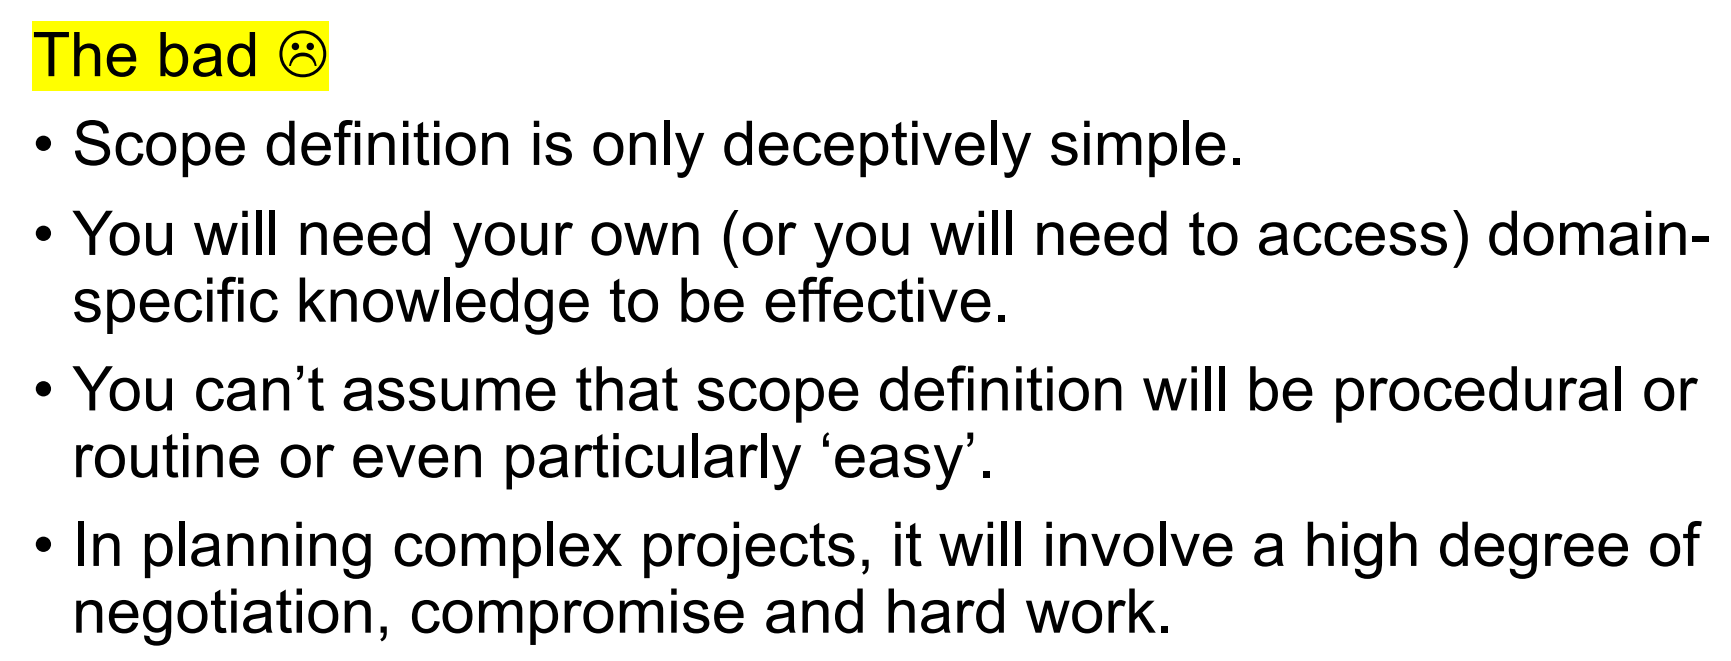 The bad ☹
• Scope definition is only deceptively simple.
• You will need your own (or you will need to access) domain-
specific knowledge to be effective.
• You can’t assume that scope definition will be procedural or
routine or even particularly ‘easy’.
• In planning complex projects, it will involve a high degree of
negotiation, compromise and hard work.